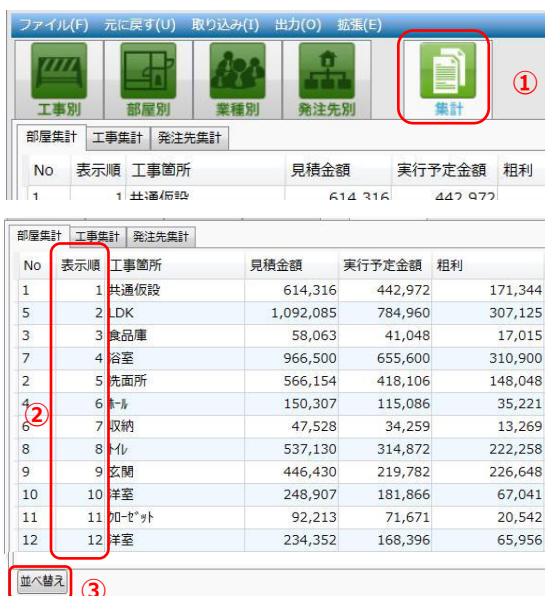 ファイル(F) 元に戻す(U) 取り込み(I) 出力(O) 拡張(E)
工事別 部屋別 業種別 発注先別 集計 ①
部屋集計 工事集計 発注先集計
No 表示順 工事箇所 見積金額 実行予定金額 粗利
1 1 共通仮設 614,316 442,972
部屋集計 工事集計 発注先集計
No 表示順 工事箇所 見積金額 実行予定金額 粗利
1 1 共通仮設 614,316 442,972 171,344
5 2 LDK 1,092,085 784,960 307,125
3 3 食品庫 58,063 41,048 17,015
7 4 浴室 966,500 655,600 310,900
2 5 洗面所 566,154 418,106 148,048
4 6 ﾎｰﾙ 150,307 115,086 35,221
②
6 7 収納 47,528 34,259 13,269
8 8 ﾄｲﾚ 537,130 314,872 222,258
9 9 玄関 446,430 219,782 226,648
10 10 洋室 248,907 181,866 67,041
11 11 ｸﾛｰｾﾞｯﾄ 92,213 71,671 20,542
12 12 洋室 234,352 168,396 65,956
並べ替え ③